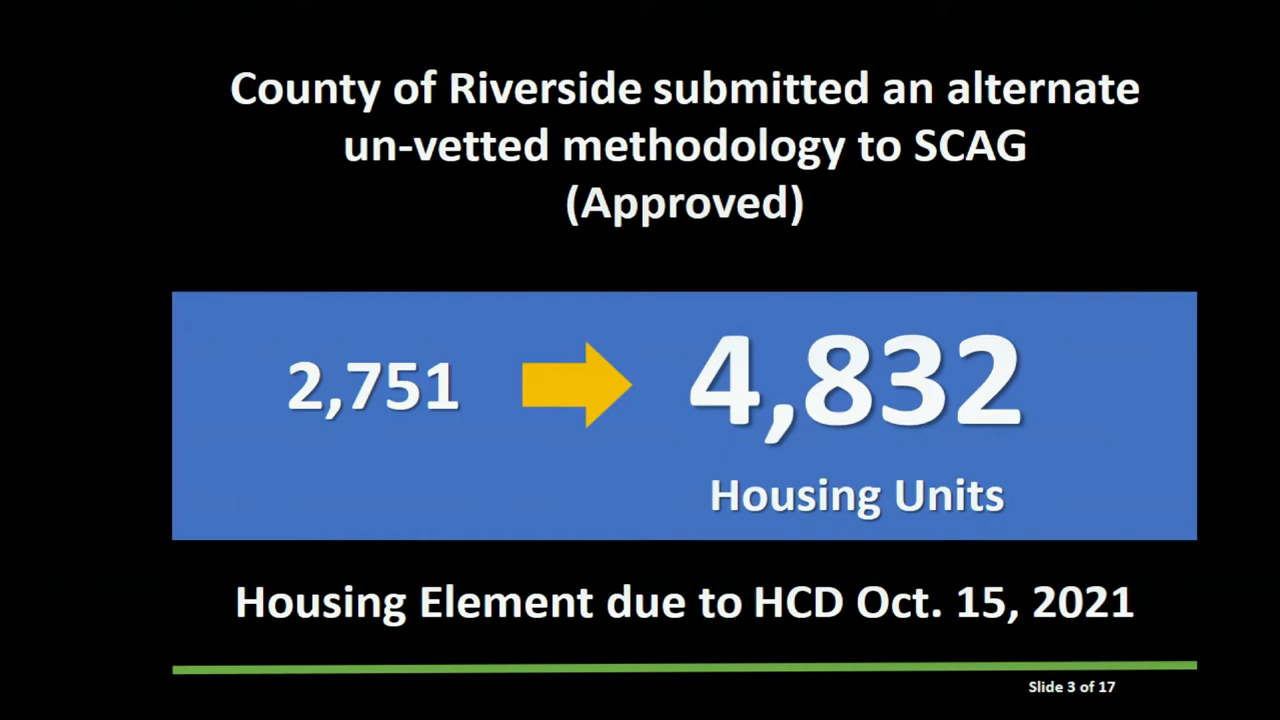 County of Riverside submitted an alternate
un-vetted methodology to SCAG
(Approved)
2,751
4,832
Housing Units
Housing Element due to HCD Oct. 15, 2021
Slide 3 of 17